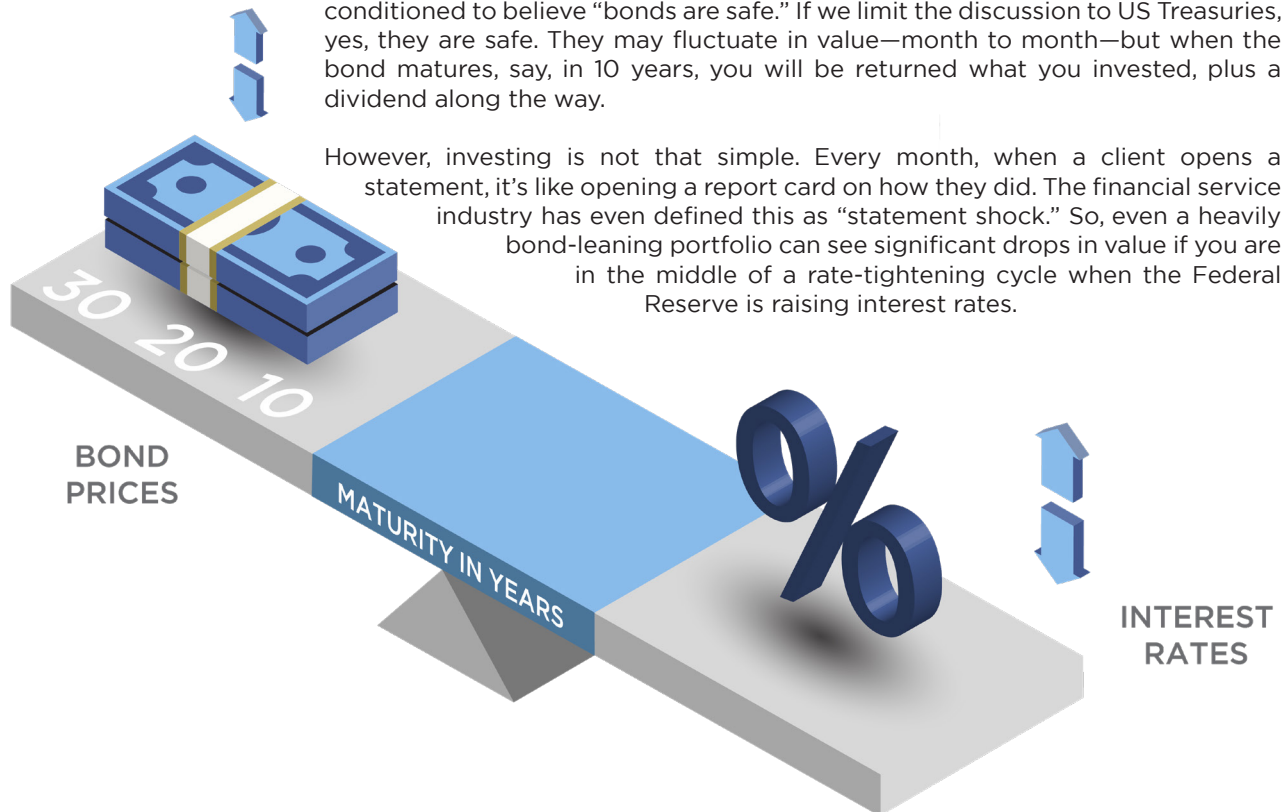 conditioned to believe “bonds are safe.” If we limit the discussion to US Treasuries,
yes, they are safe. They may fluctuate in value—month to month—but when the
bond matures, say, in 10 years, you will be returned what you invested, plus a
dividend along the way.
However, investing is not that simple. Every month, when a client opens a
statement, it’s like opening a report card on how they did. The financial service
industry has even defined this as “statement shock.” So, even a heavily
bond-leaning portfolio can see significant drops in value if you are
in the middle of a rate-tightening cycle when the Federal
Reserve is raising interest rates.
30 20 10
BOND
PRICES
MATURITY IN YEARS
%
INTEREST
RATES